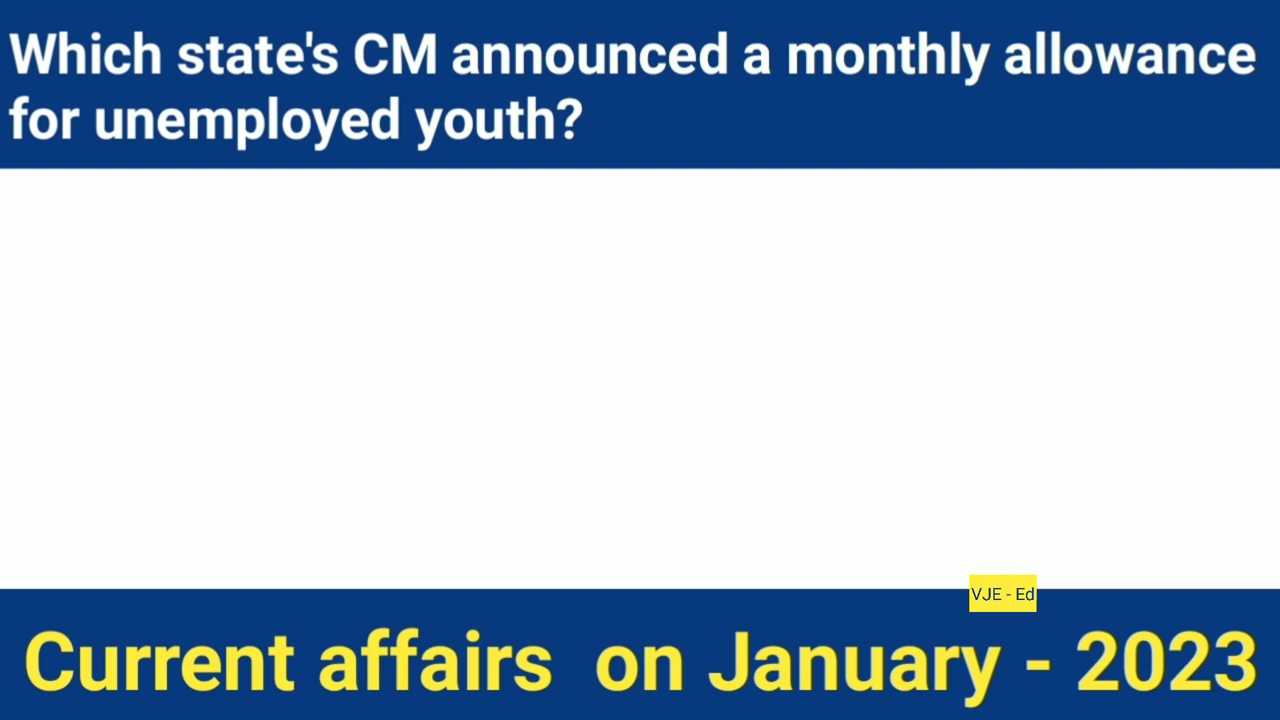 Which state's CM announced a monthly allowance
for unemployed youth?
VJE - Ed
Current affairs on January - 2023